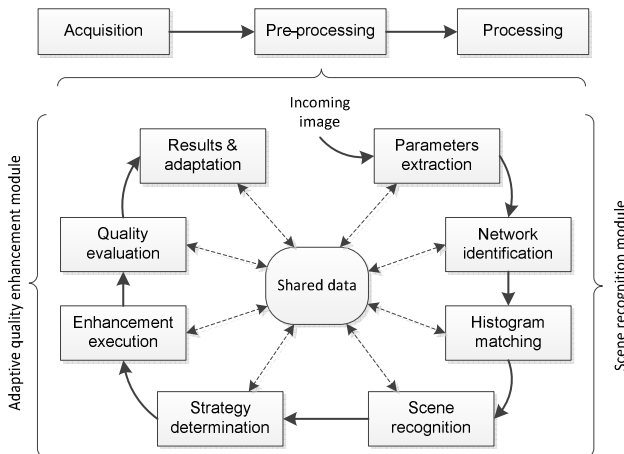 Acquisition
Pre-processing
Processing
Incoming
image
Results &
adaptation
Parameters
extraction
Quality
evaluation
Network
identification
Shared data
Enhancement
execution
Histogram
matching
Strategy
determination
Scene
recognition
Adaptive quality enhancement module
Scene recognition module